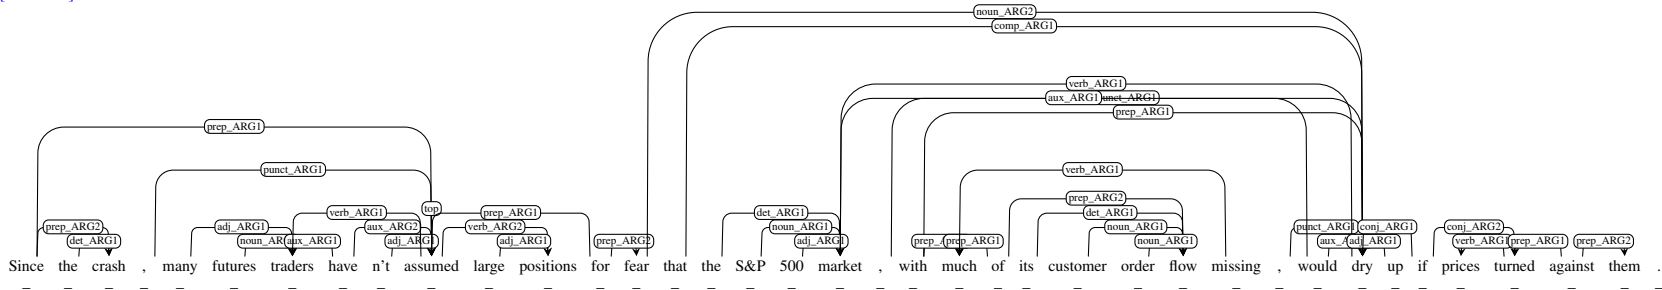 noun_ARG2
comp_ARG1
verb_ARG1
aux_ARG1 punct_ARG1
prep_ARG1
prep_ARG1
punct_ARG1 verb_ARG1
prep_ARG2
top
verb_ARG1 prep_ARG1 det_ARG1 det_ARG1
prep_ARG2 adj_ARG1 aux_ARG2 verb_ARG2 noun_ARG1 noun_ARG1 punct_ARG1 conj_ARG1 conj_ARG2
det_ARG1 aux_ARG1 adj_ARG1 adj_ARG1 prep_ARG2 adj_ARG1 prep_ARG1 noun_ARG1 adj_ARG1 verb_ARG1 prep_ARG1 prep_ARG2
Since the crash , many futures traders have n't assumed large positions for fear that the S&P 500 market , with much of its customer order flow missing , would dry up if prices turned against them .
_ _ _ _ _ _ _ _ _ _ _ _ _ _ _ _ _ _ _ _ _ _ _ _ _ _ _ _ _ _ _ _ _ _ _ _ _ _ _